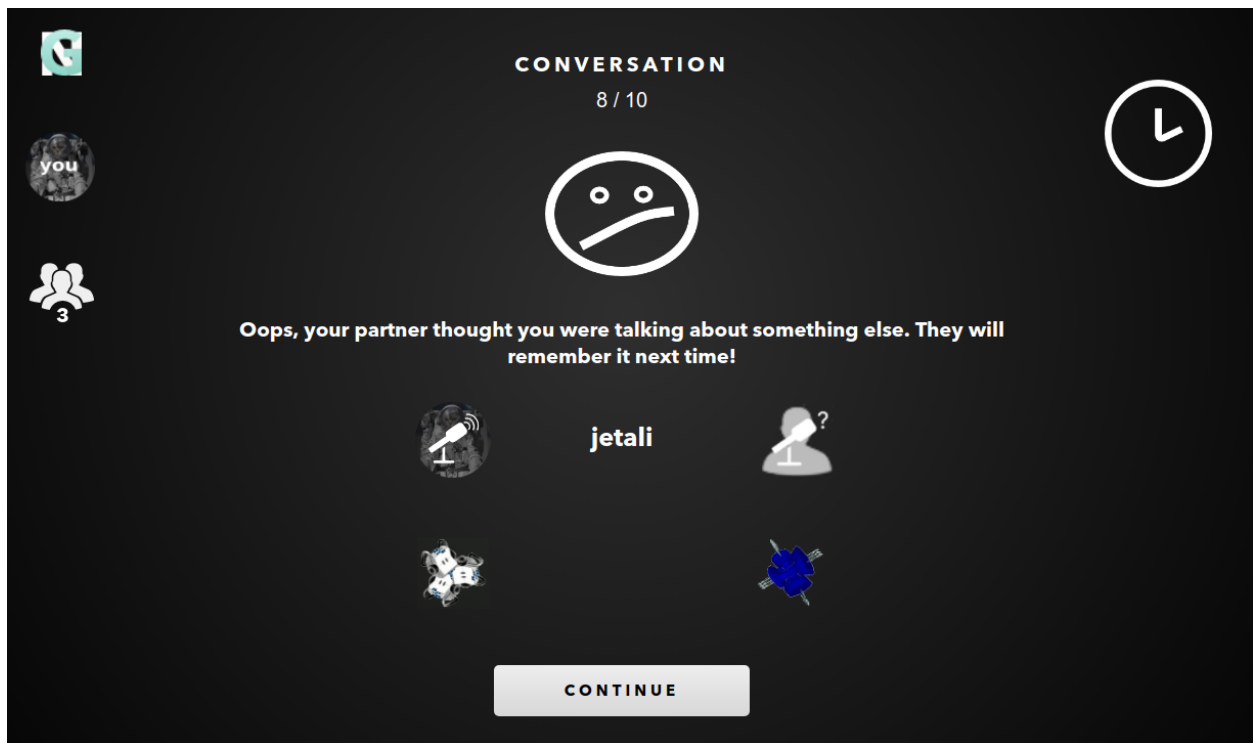 G
CONVERSATION
8 / 10
you
3
Oops, your partner thought you were talking about something else. They will
remember it next time!
?
jetali
CONTINUE